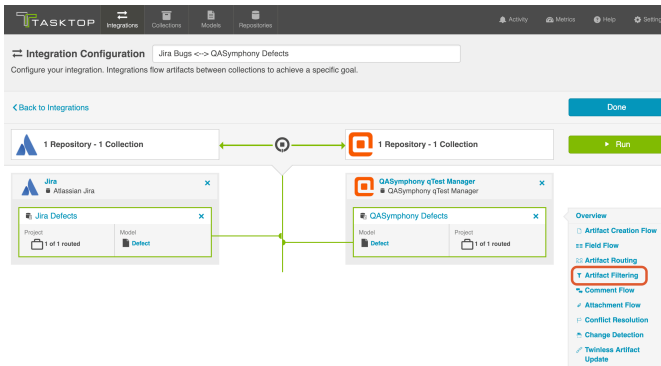 TASKTOP
Integrations
Collections
Models
Repositories
Activity
Metrics
Help
Setting
Integration Configuration
Jira Bugs <--> QASymphony Defects
Configure your integration. Integrations flow artifacts between collections to achieve a specific goal.
Back to Integrations
Done
1 Repository - 1 Collection
1 Repository - 1 Collection
Run
Jira
Atlassian Jira
Jira Defects
Project
1 of 1 routed
Model
Defect
QASymphony qTest Manager
QASymphony qTest Manager
QASymphony Defects
Model
Defect
Project
1 of 1 routed
Overview
Artifact Creation Flow
Field Flow
Artifact Routing
Artifact Filtering
Comment Flow
Attachment Flow
Conflict Resolution
Change Detection
Twinless Artifact
Update